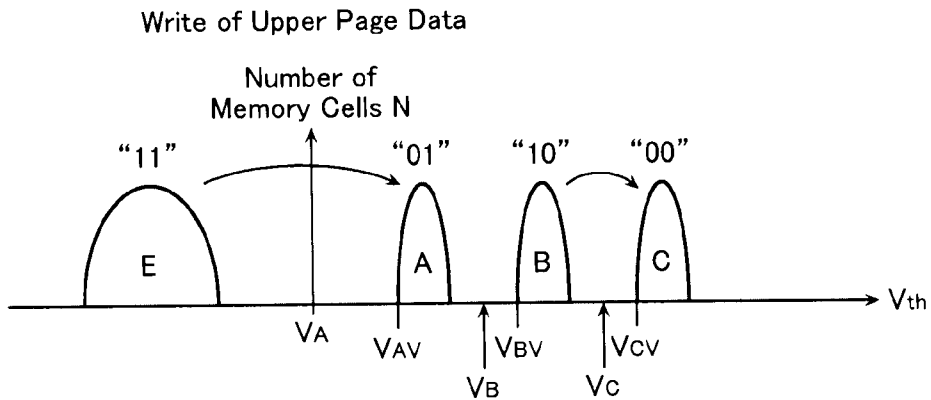 Write of Upper Page Data
Number of
Memory Cells N
“11” “01” “10” “00”
E A B C
Vth
VA VAV VBV VCV
VB VC